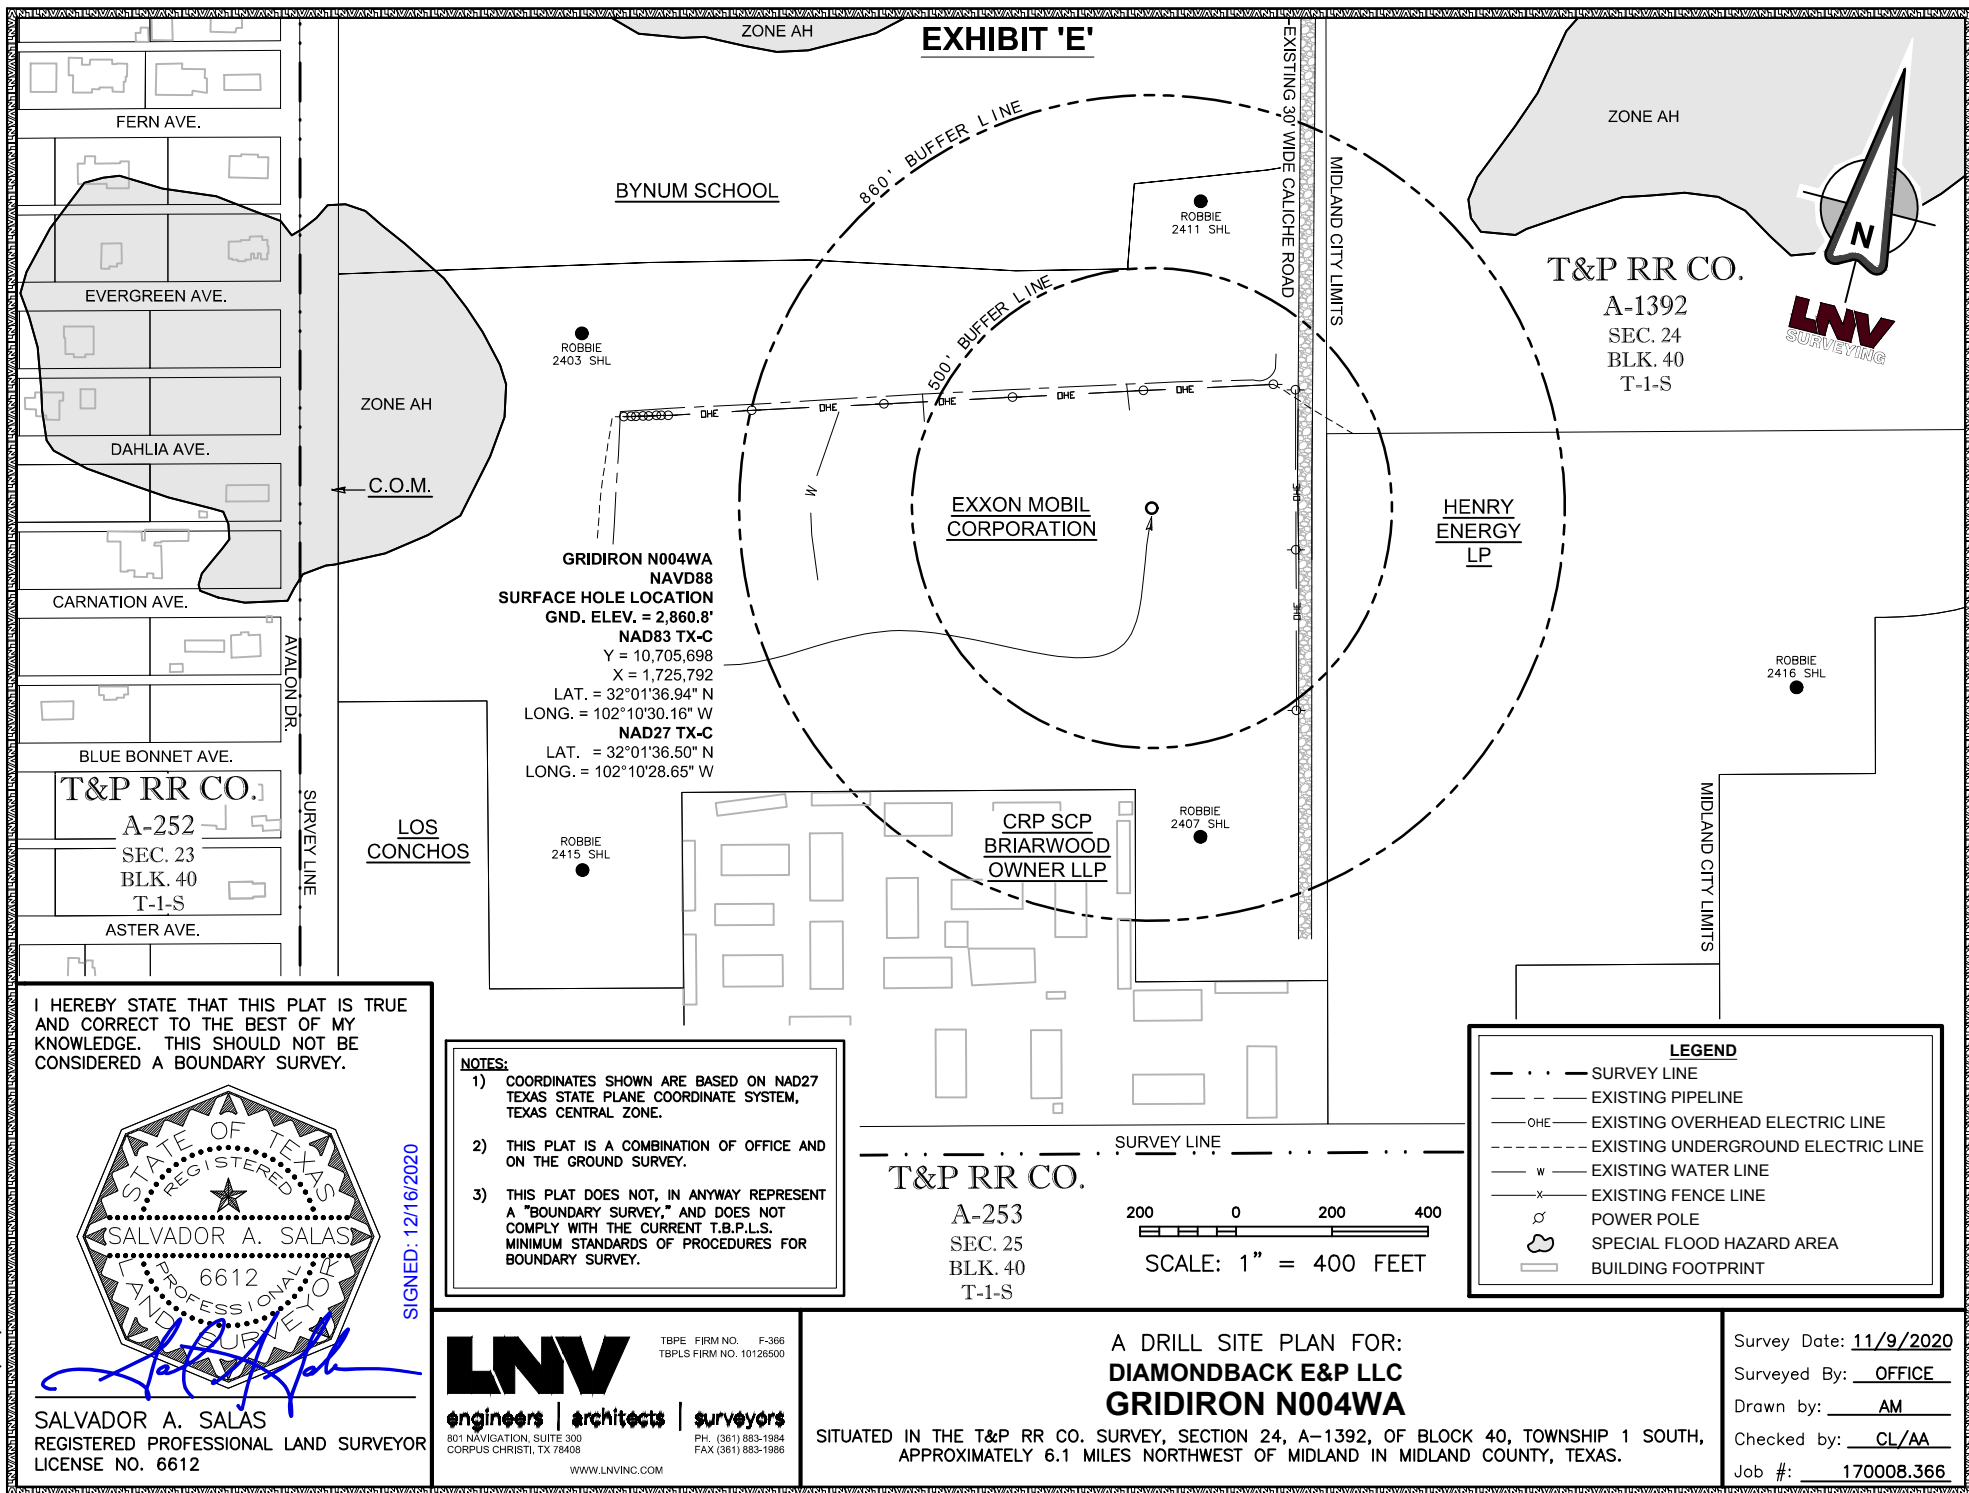 EXHIBIT 'E'
ZONE AH
ZONE AH
FERN AVE.
BYNUM SCHOOL
860' BUFFER LINE
EXISTING 30' WIDE CALICHE ROAD
MIDLAND CITY LIMITS
ROBBIE
2411 SHL
N
LNV
SURVEYING
T&P RR CO.
A-1392
SEC. 24
BLK. 40
T-1-S
EVERGREEN AVE.
500' BUFFER LINE
ROBBIE
2403 SHL
ZONE AH
OHE
OHE
OHE
OHE
OHE
DAHLIA AVE.
C.O.M.
W
OHE
EXXON MOBIL
CORPORATION
HENRY
ENERGY
LP
OHE
CARNATION AVE.
GRIDIRON N004WA
NAVD88
SURFACE HOLE LOCATION
GND. ELEV. = 2,860.8'
NAD83 TX-C
Y = 10,705,698
X = 1,725,792
LAT. = 32°01'36.94" N
LONG. = 102°10'30.16" W
NAD27 TX-C
LAT. = 32°01'36.50" N
LONG. = 102°10'28.65" W
AVALON DR.
ROBBIE
2416 SHL
BLUE BONNET AVE.
T&P RR CO.
A-252
SEC. 23
BLK. 40
T-1-S
SURVEY LINE
LOS
CONCHOS
ROBBIE
2415 SHL
CRP SCP
BRIARWOOD
OWNER LLP
ROBBIE
2407 SHL
MIDLAND CITY LIMITS
ASTER AVE.
I HEREBY STATE THAT THIS PLAT IS TRUE
AND CORRECT TO THE BEST OF MY
KNOWLEDGE. THIS SHOULD NOT BE
CONSIDERED A BOUNDARY SURVEY.
STATE OF TEXAS
REGISTERED
SALVADOR A. SALAS
6612
PROFESSIONAL
LAND SURVEYOR
SIGNED: 12/16/2020
SALVADOR A. SALAS
REGISTERED PROFESSIONAL LAND SURVEYOR
LICENSE NO. 6612
NOTES:
1) COORDINATES SHOWN ARE BASED ON NAD27
TEXAS STATE PLANE COORDINATE SYSTEM,
TEXAS CENTRAL ZONE.
2) THIS PLAT IS A COMBINATION OF OFFICE AND
ON THE GROUND SURVEY.
3) THIS PLAT DOES NOT, IN ANYWAY REPRESENT
A "BOUNDARY SURVEY," AND DOES NOT
COMPLY WITH THE CURRENT T.B.P.L.S.
MINIMUM STANDARDS OF PROCEDURES FOR
BOUNDARY SURVEY.
SURVEY LINE
T&P RR CO.
A-253
SEC. 25
BLK. 40
T-1-S
200 0 200 400
SCALE: 1" = 400 FEET
LEGEND
SURVEY LINE
EXISTING PIPELINE
OHE EXISTING OVERHEAD ELECTRIC LINE
EXISTING UNDERGROUND ELECTRIC LINE
W EXISTING WATER LINE
X EXISTING FENCE LINE
POWER POLE
SPECIAL FLOOD HAZARD AREA
BUILDING FOOTPRINT
LNV
TBPE FIRM NO. F-366
TBPLS FIRM NO. 10126500
engineers | architects | surveyors
801 NAVIGATION, SUITE 300
CORPUS CHRISTI, TX 78408
PH. (361) 883-1984
FAX (361) 883-1986
WWW.LNVINC.COM
A DRILL SITE PLAN FOR:
DIAMONDBACK E&P LLC
GRIDIRON N004WA
SITUATED IN THE T&P RR CO. SURVEY, SECTION 24, A-1392, OF BLOCK 40, TOWNSHIP 1 SOUTH,
APPROXIMATELY 6.1 MILES NORTHWEST OF MIDLAND IN MIDLAND COUNTY, TEXAS.
Survey Date: 11/9/2020
Surveyed By: OFFICE
Drawn by: AM
Checked by: CL/AA
Job #: 170008.366